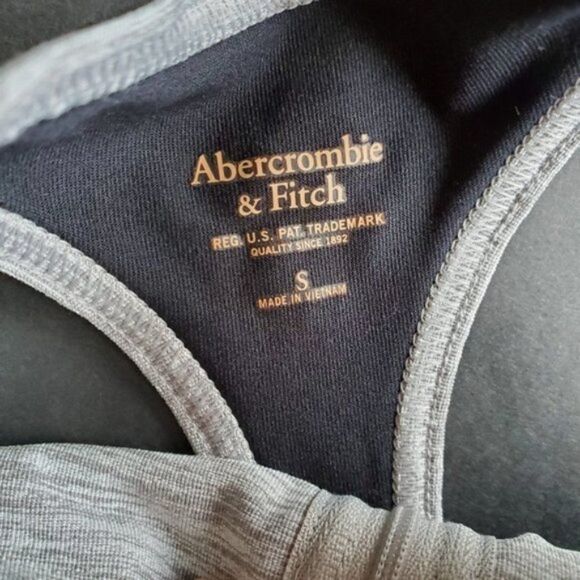 Abercrombie
& Fitch
REG. U.S. PAT. TRADEMARK
QUALITY SINCE 1892
S
MADE IN VIETNAM